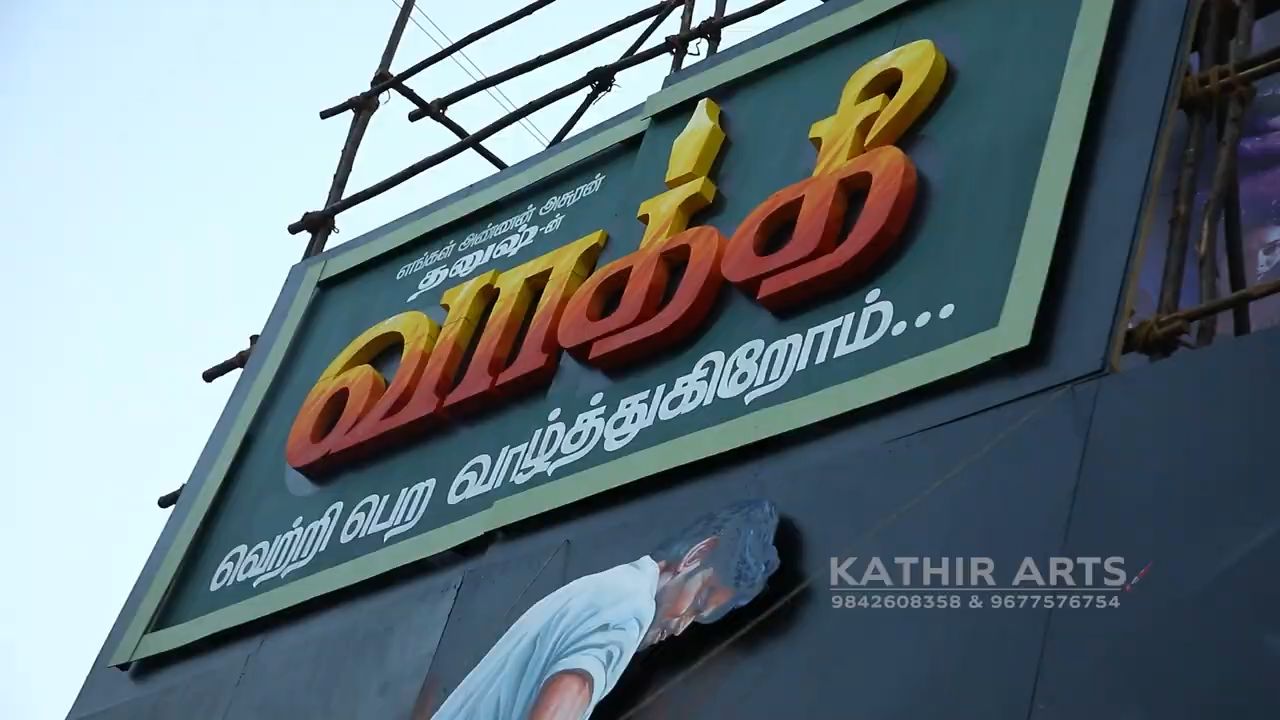 எங்கள் அண்ணன் அசுரன்
தனுஷ்-ன்
வாத்தி
வெற்றி பெற வாழ்த்துகிறோம்...
KATHIR ARTS
9842608358 & 9677576754